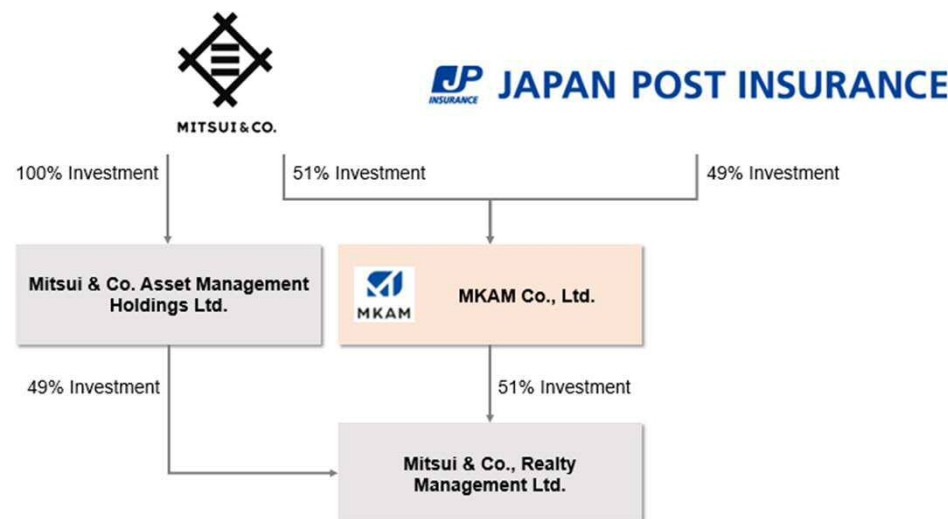 MITSUI & CO.
JP INSURANCE
JAPAN POST INSURANCE
100% Investment
51% Investment
49% Investment
Mitsui & Co. Asset Management
Holdings Ltd.
MKAM
MKAM Co., Ltd.
49% Investment
51% Investment
Mitsui & Co., Realty
Management Ltd.